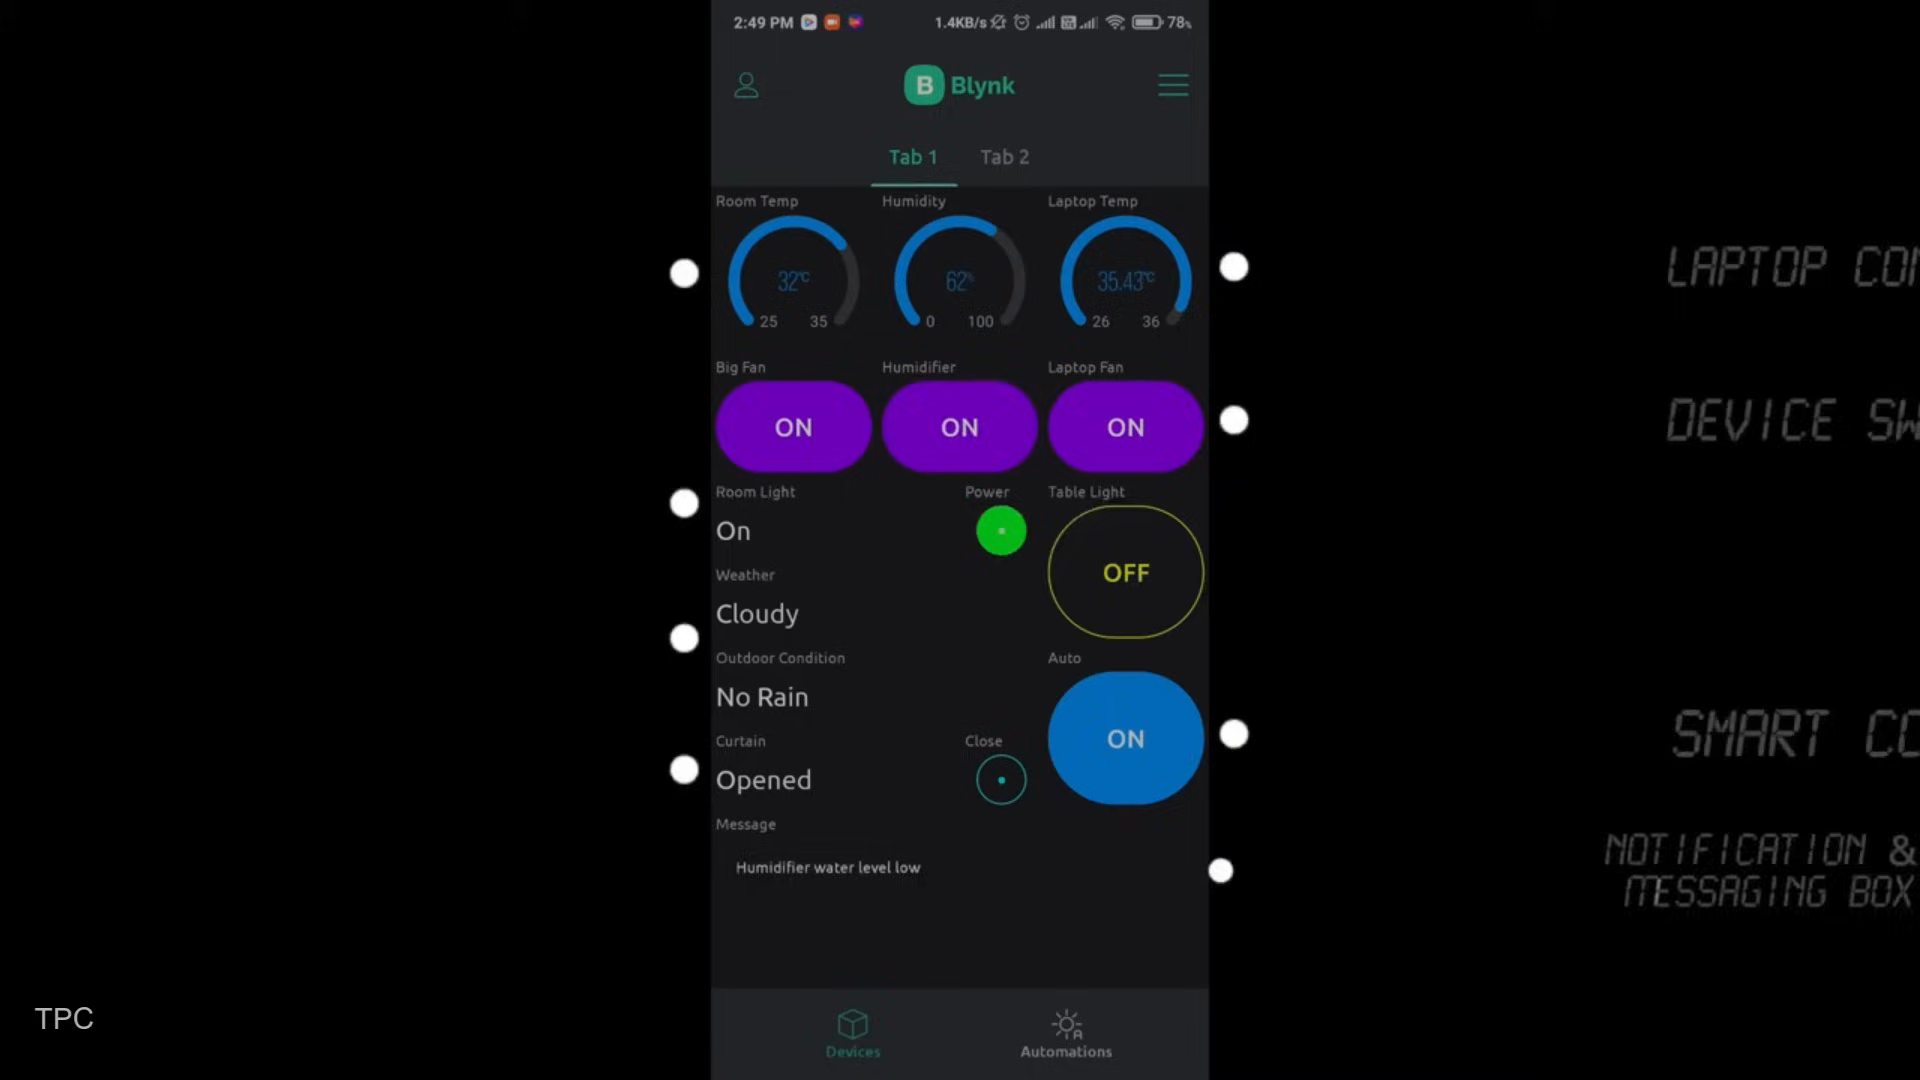 2:49 PM 1.4KB/s 78%
B Blynk
Tab 1 Tab 2
Room Temp Humidity Laptop Temp
32°C 62% 35.43°C
25 35 0 100 26 36
Big Fan Humidifier Laptop Fan
ON ON ON
Room Light Power Table Light
On
OFF
Weather
Cloudy
Outdoor Condition Auto
No Rain
ON
Curtain Close
Opened
Message
Humidifier water level low
Devices Automations
LAPTOP CON
DEVICE SW
SMART CO
NOTIFICATION &
MESSAGING BOX
TPC